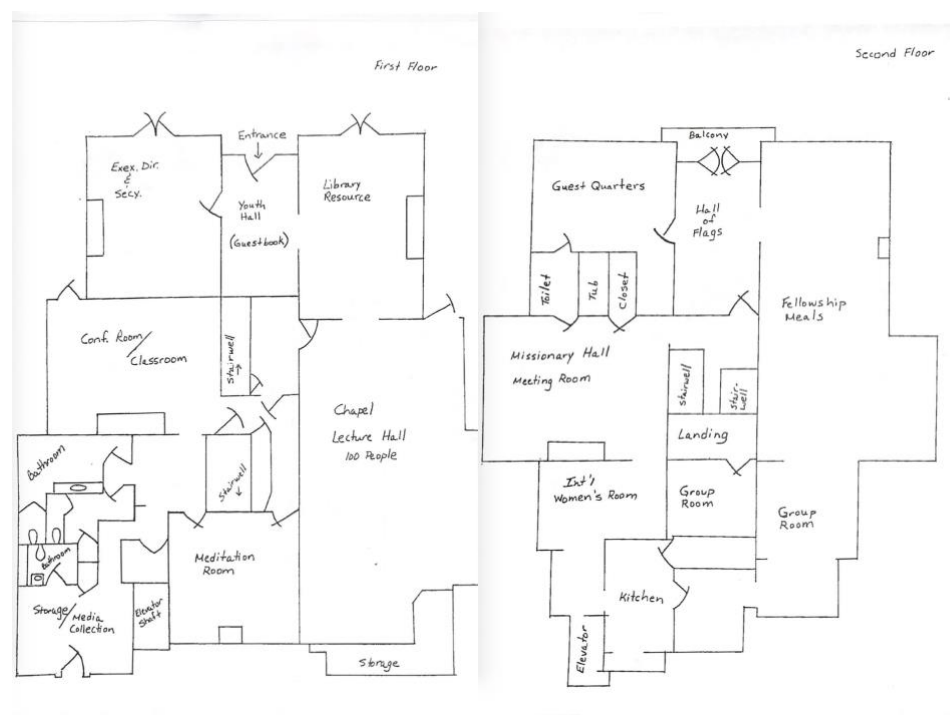 First Floor
Entrance
↓
Exex. Dir.
&
Secy.
Youth
Hall
(Guestbook)
Library
Resource
Conf. Room/
Classroom
Stairwell
→
Chapel
Lecture Hall
100 People
Bathroom
Stairwell
↙
Meditation
Room
Bathroom
Storage/Media
Collection
Elevator
Shaft
Storage
Second Floor
Balcony
Guest Quarters
Hall
of
Flags
Toilet
Tub
Closet
Fellowship
Meals
Missionary Hall
Meeting Room
Stairwell
Stair-
well
Landing
Int'l
Women's Room
Group
Room
Group
Room
Kitchen
Elevator